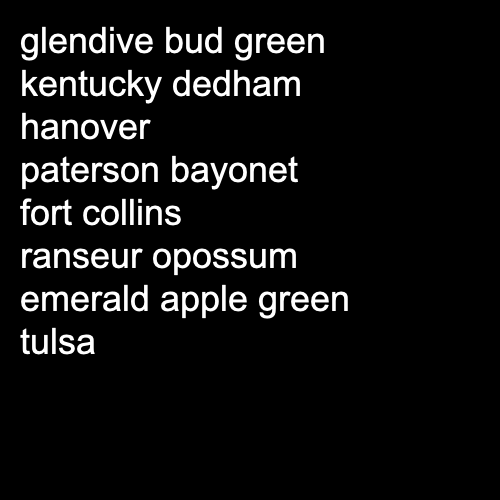 glendive bud green
kentucky dedham
hanover
paterson bayonet
fort collins
ranseur opossum
emerald apple green
tulsa